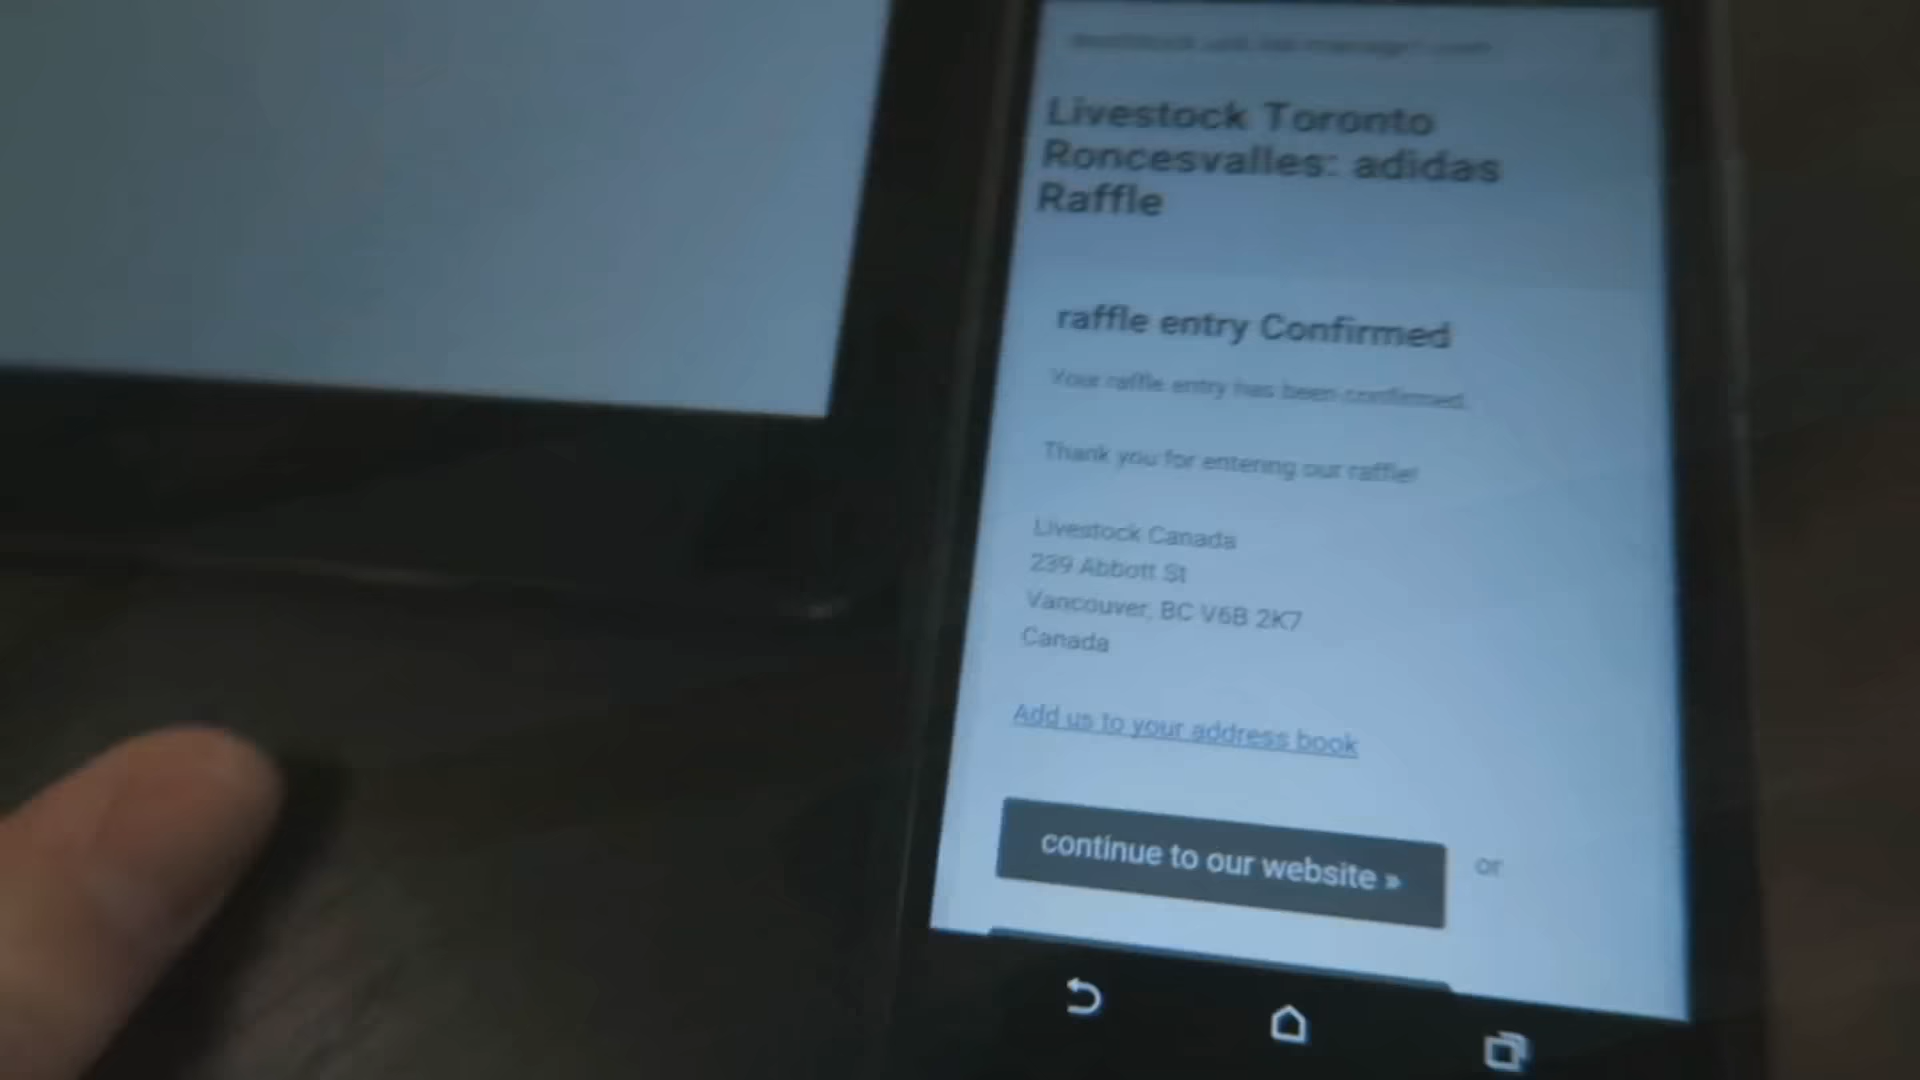 Livestock Toronto
Roncesvalles: adidas
Raffle
raffle entry Confirmed
Your raffle entry has been confirmed.
Thank you for entering our raffle!
Livestock Canada
239 Abbott St
Vancouver, BC V6B 2K7
Canada
Add us to your address book
continue to our website » or